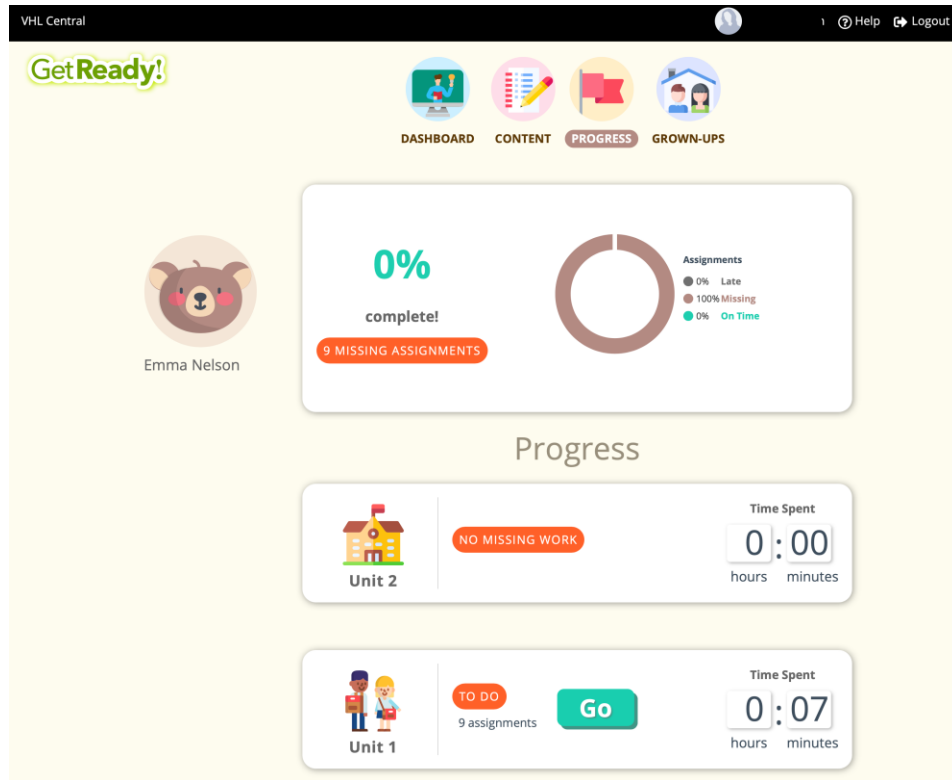 VHL Central
Help Logout
GetReady!
DASHBOARD CONTENT PROGRESS GROWN-UPS
0%
complete!
9 MISSING ASSIGNMENTS
Assignments
0% Late
100% Missing
0% On Time
Emma Nelson
Progress
Unit 2
NO MISSING WORK
Time Spent
0 : 00
hours minutes
Unit 1
TO DO
9 assignments
Go
Time Spent
0 : 07
hours minutes